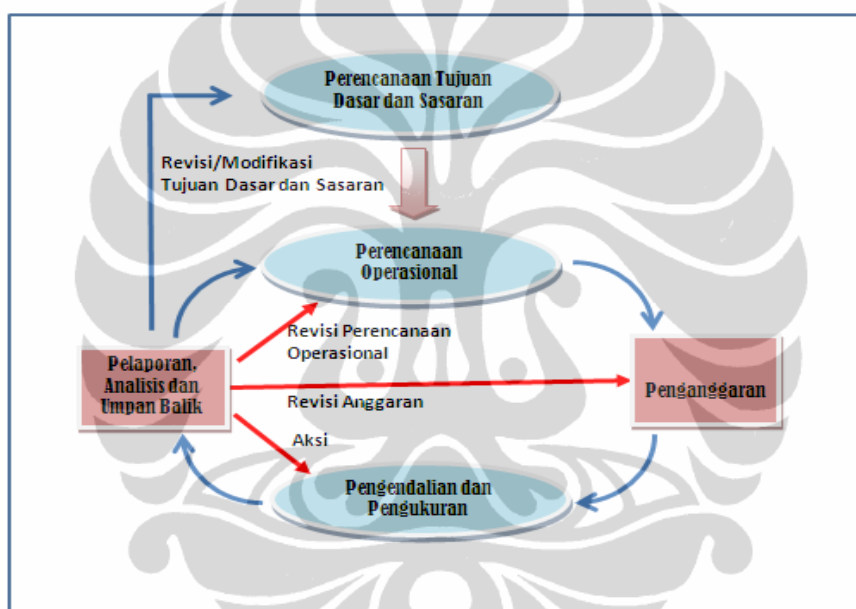 Perencanaan Tujuan
Dasar dan Sasaran
Revisi/Modifikasi
Tujuan Dasar dan Sasaran
Perencanaan
Operasional
Revisi Perencanaan
Operasional
Pelaporan,
Analisis dan
Umpan Balik
Penganggaran
Revisi Anggaran
Aksi
Pengendalian dan
Pengukuran